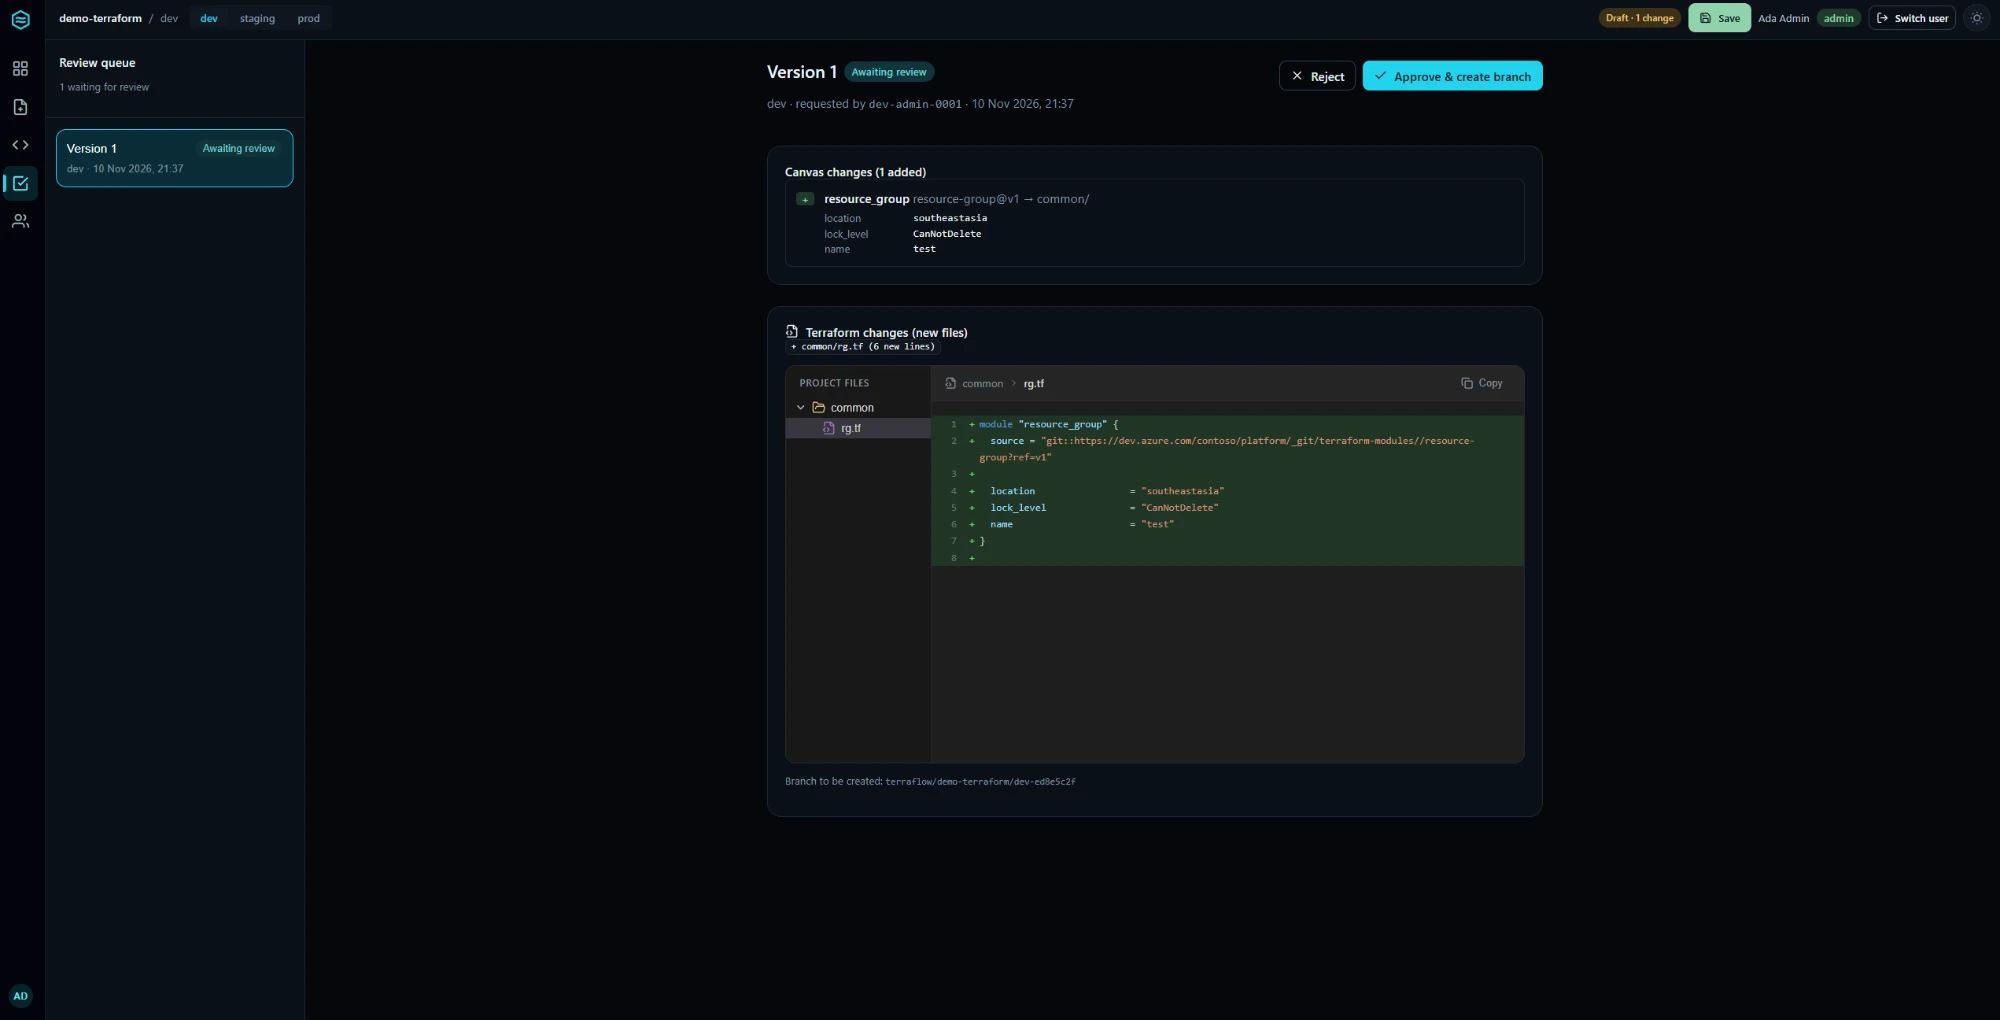 demo-terraform / dev dev staging prod
Draft · 1 change Save Ada Admin admin Switch user
Review queue
1 waiting for review
Version 1 Awaiting review
dev · 10 Nov 2026, 21:37
Version 1 Awaiting review
Reject Approve & create branch
dev · requested by dev-admin-0001 · 10 Nov 2026, 21:37
Canvas changes (1 added)
+ resource_group resource-group@v1 → common/
location southeastasia
lock_level CanNotDelete
name test
Terraform changes (new files)
+ common/rg.tf (6 new lines)
PROJECT FILES
common
rg.tf
common > rg.tf Copy
1 + module "resource_group" {
2 + source = "git::https://dev.azure.com/contoso/platform/_git/terraform-modules//resource-
group?ref=v1"
3 +
4 + location = "southeastasia"
5 + lock_level = "CanNotDelete"
6 + name = "test"
7 + }
8 +
Branch to be created: terraflow/demo-terraform/dev-ed8e5c2f
AD